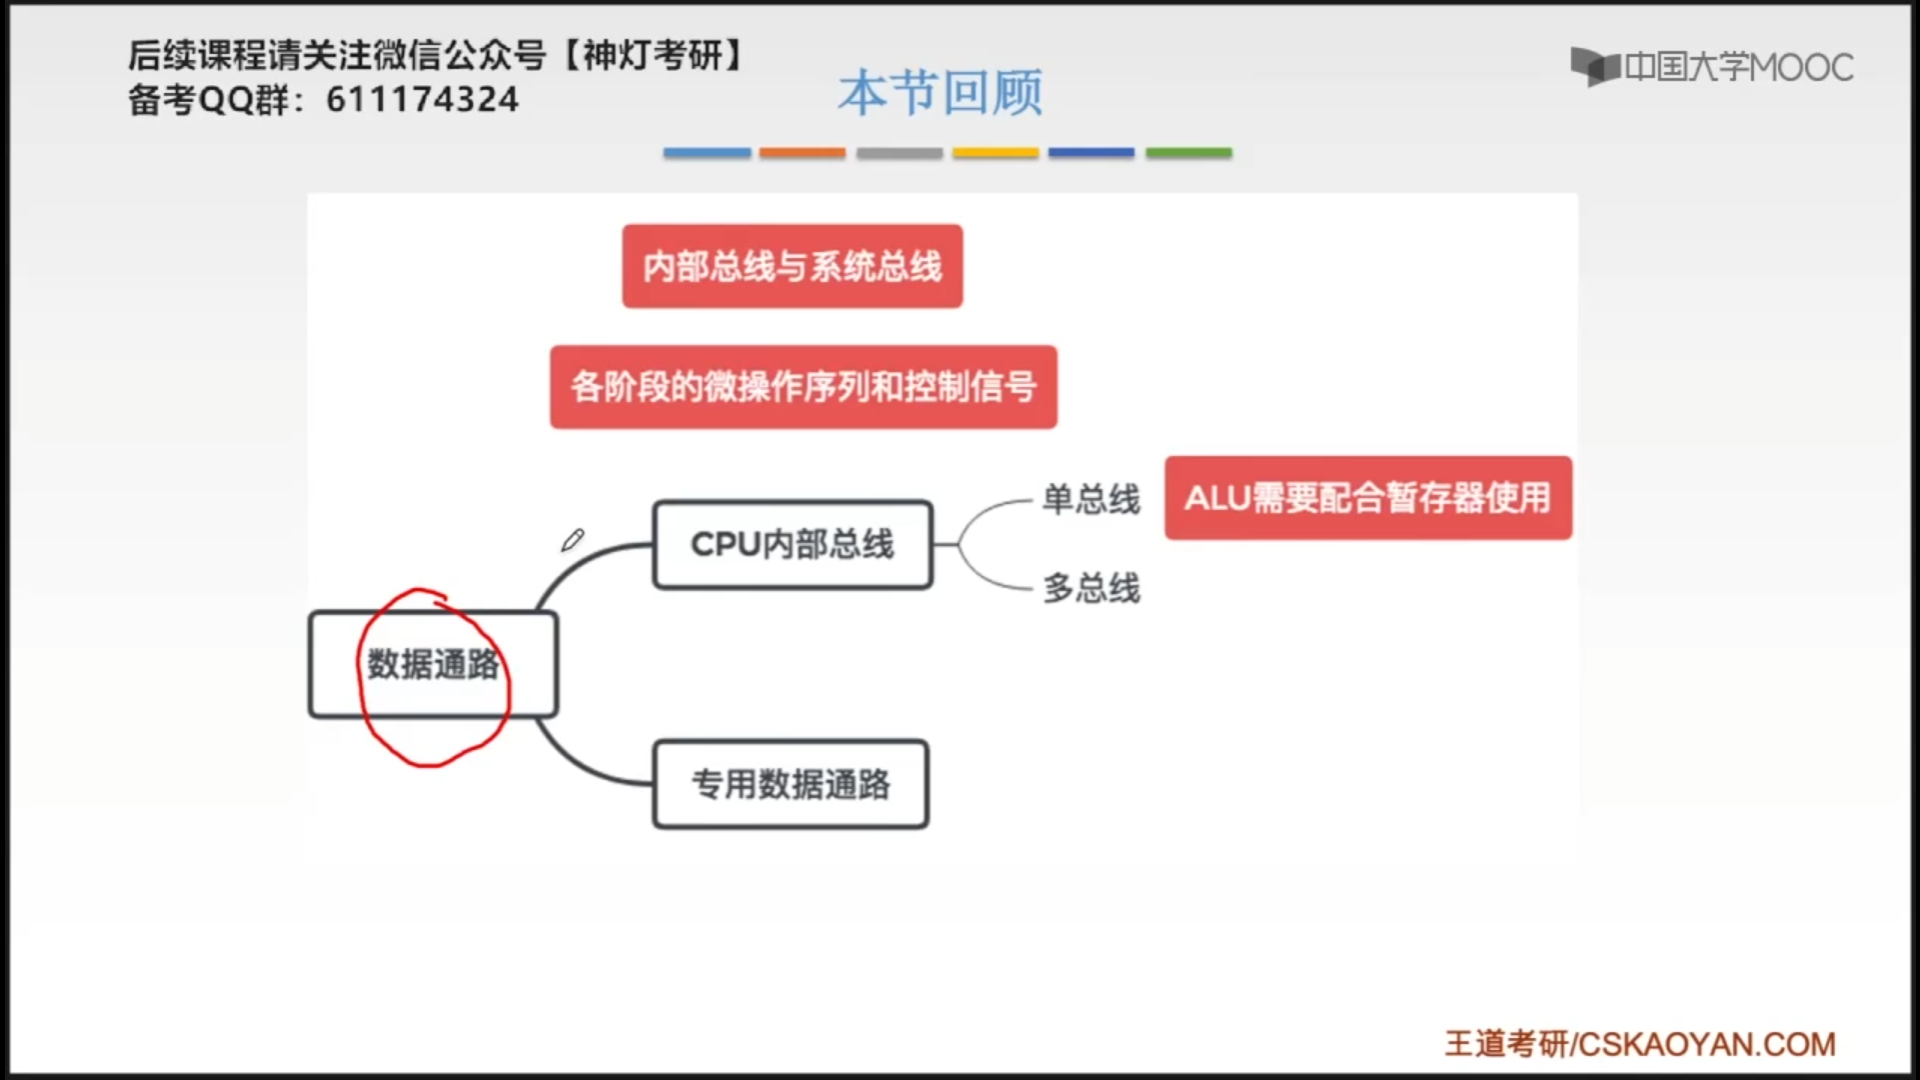 后续课程请关注微信公众号【神灯考研】
备考QQ群：611174324
中国大学MOOC
本节回顾
内部总线与系统总线
各阶段的微操作序列和控制信号
单总线
ALU需要配合暂存器使用
CPU内部总线
多总线
数据通路
专用数据通路
王道考研/CSKAOYAN.COM